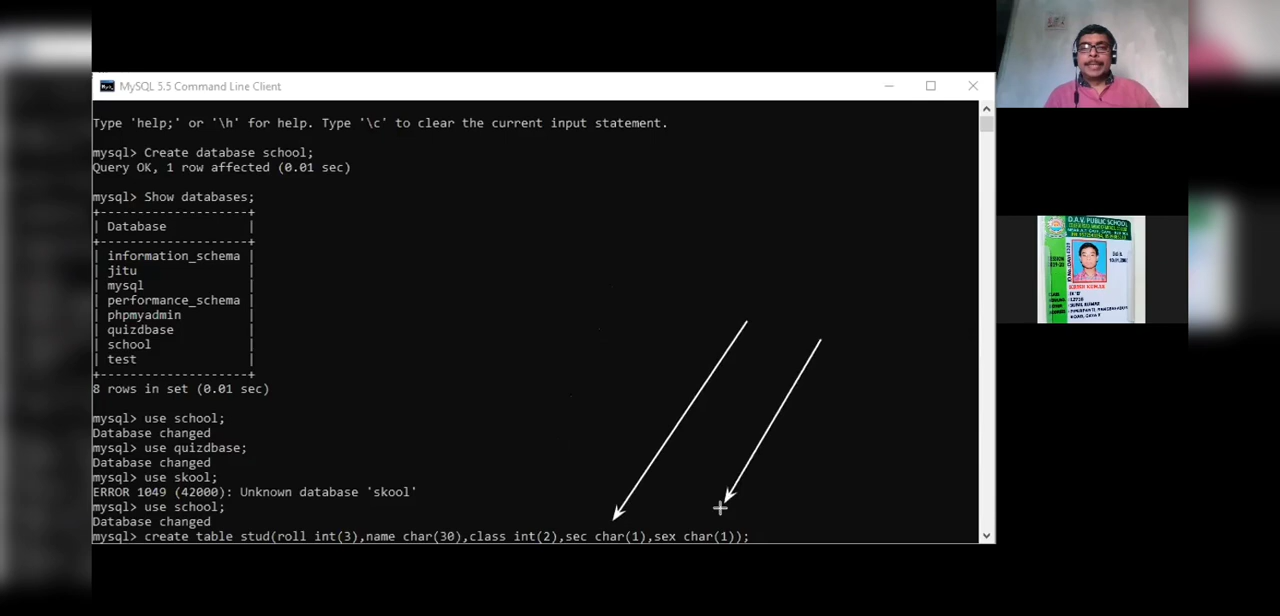 MySQL 5.5 Command Line Client
Type 'help;' or '\h' for help. Type '\c' to clear the current input statement.
mysql> Create database school;
Query OK, 1 row affected (0.01 sec)
mysql> Show databases;
+--------------------+
| Database           |
+--------------------+
| information_schema |
| jitu               |
| mysql              |
| performance_schema |
| phpmyadmin         |
| quizdbase          |
| school             |
| test               |
+--------------------+
8 rows in set (0.01 sec)
mysql> use school;
Database changed
mysql> use quizdbase;
Database changed
mysql> use skool;
ERROR 1049 (42000): Unknown database 'skool'
mysql> use school;
Database changed
mysql> create table stud(roll int(3),name char(30),class int(2),sec char(1),sex char(1));
D.A.V. PUBLIC SCHOOL